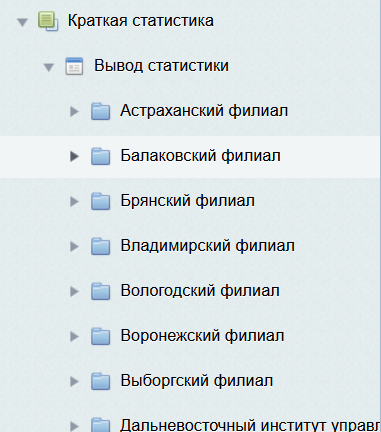 Краткая статистика
Вывод статистики
Астраханский филиал
Балаковский филиал
Брянский филиал
Владимирский филиал
Вологодский филиал
Воронежский филиал
Выборгский филиал
Дальневосточный институт управл